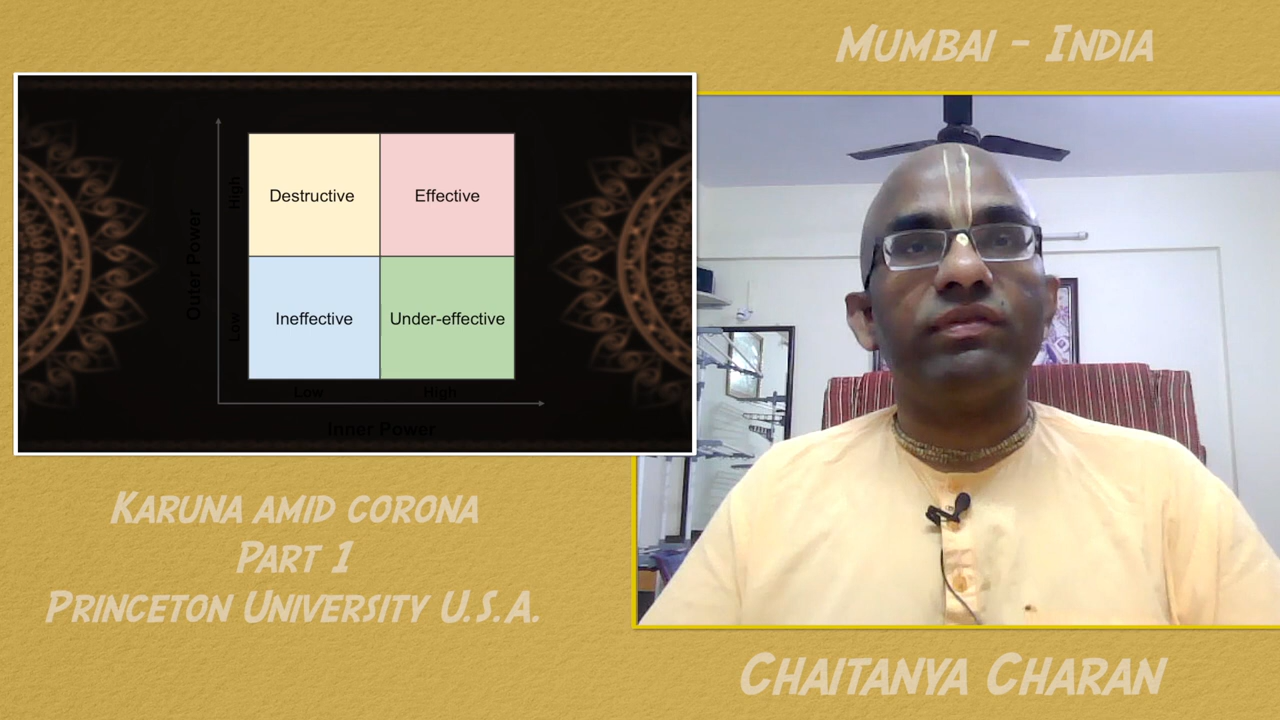 Mumbai - India
High
Outer Power
Low
Destructive
Effective
Ineffective
Under-effective
Low
High
Inner Power
Karuna amid corona
Part 1
Princeton University U.S.A.
Chaitanya Charan